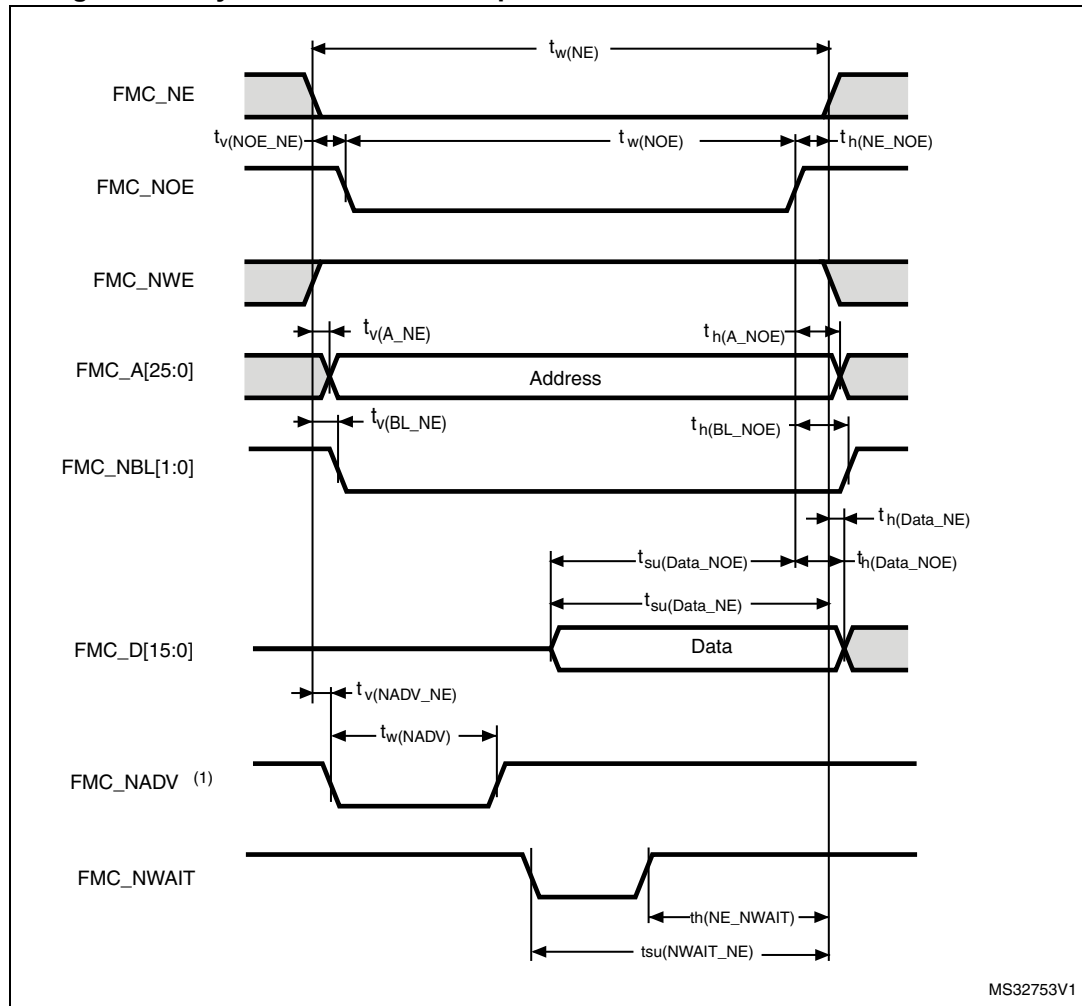 tw(NE)
FMC_NE
tv(NOE_NE)
tw(NOE)
th(NE_NOE)
FMC_NOE
FMC_NWE
tv(A_NE)
th(A_NOE)
FMC_A[25:0]
Address
tv(BL_NE)
th(BL_NOE)
FMC_NBL[1:0]
th(Data_NE)
tsu(Data_NOE)
th(Data_NOE)
tsu(Data_NE)
FMC_D[15:0]
Data
tv(NADV_NE)
tw(NADV)
FMC_NADV (1)
FMC_NWAIT
th(NE_NWAIT)
tsu(NWAIT_NE)
MS32753V1